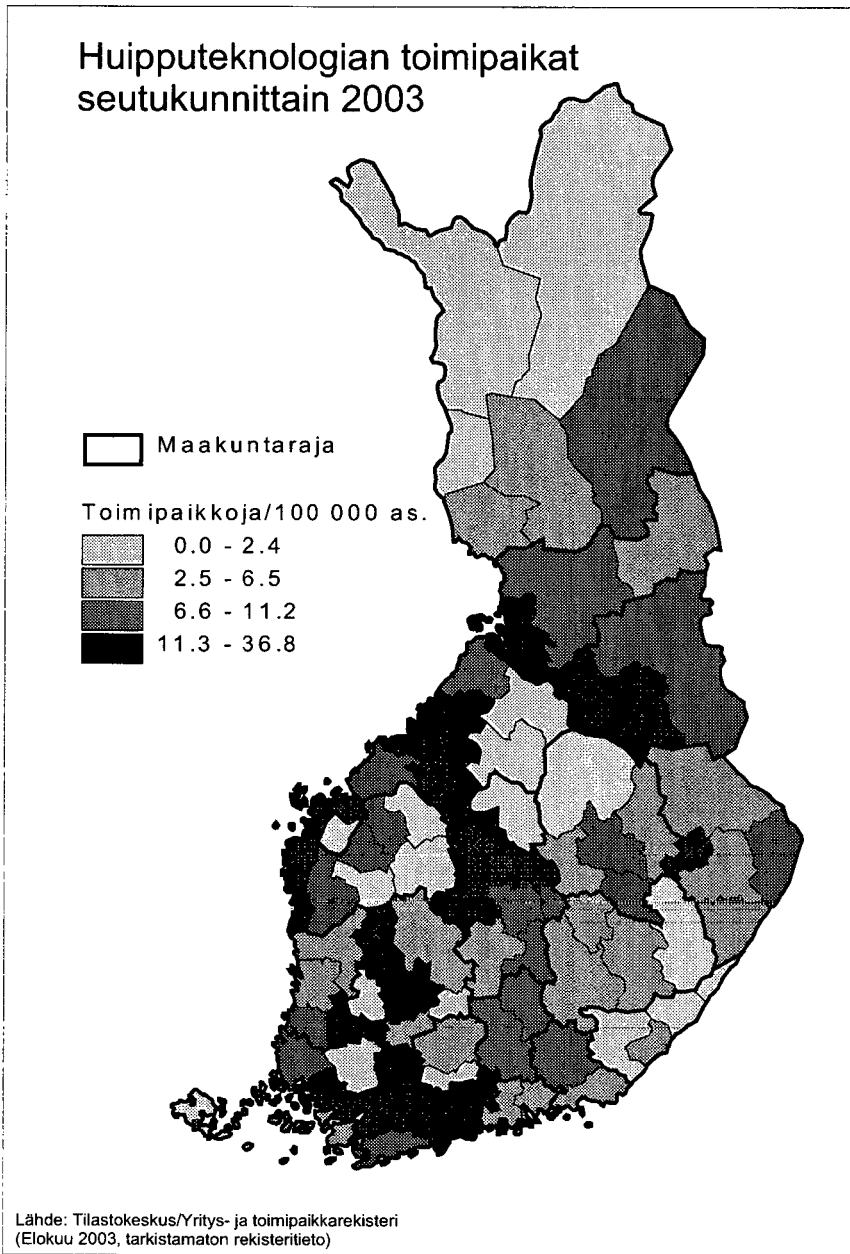 Huipputeknologian toimipaikat
seutukunnittain 2003
Maakuntaraja
Toimipaikkoja/100 000 as.
0.0 - 2.4
2.5 - 6.5
6.6 - 11.2
11.3 - 36.8
Lähde: Tilastokeskus/Yritys- ja toimipaikkarekisteri
(Elokuu 2003, tarkistamaton rekisteritieto)